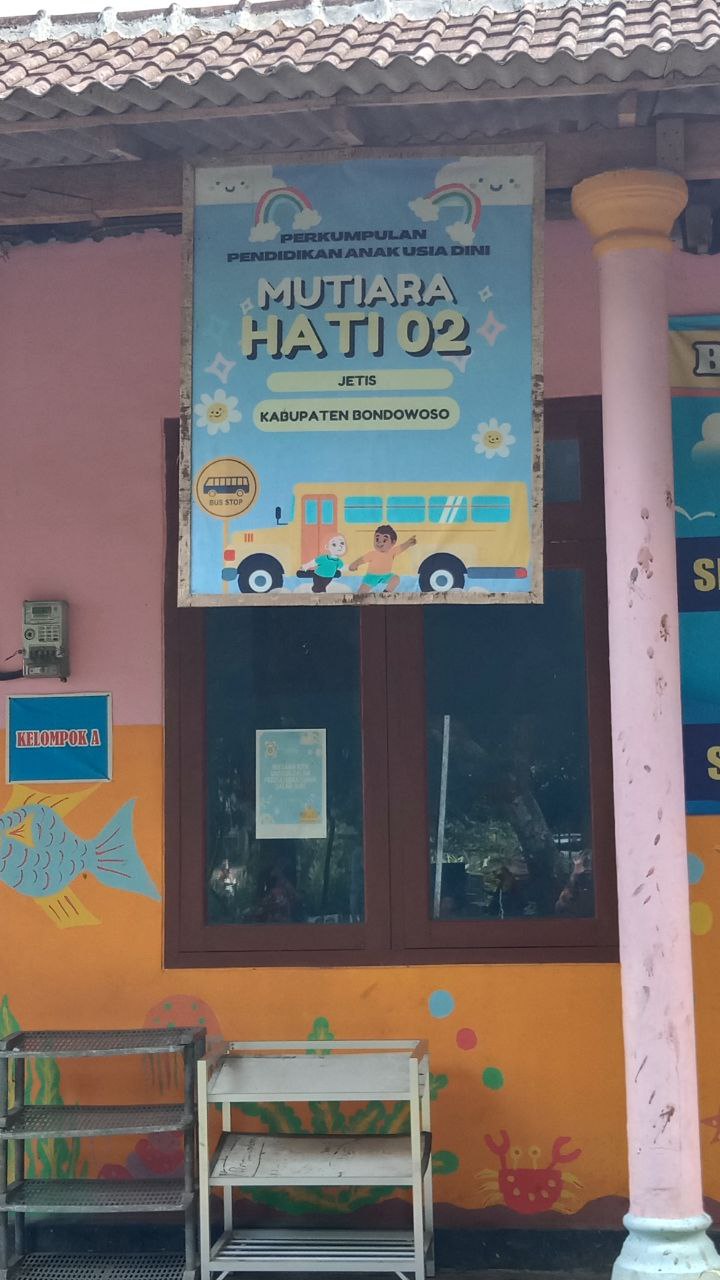 PERKUMPULAN
PENDIDIKAN ANAK USIA DINI
MUTIARA
HATI 02
JETIS
KABUPATEN BONDOWOSO
BUS STOP
KELOMPOK A
B
S